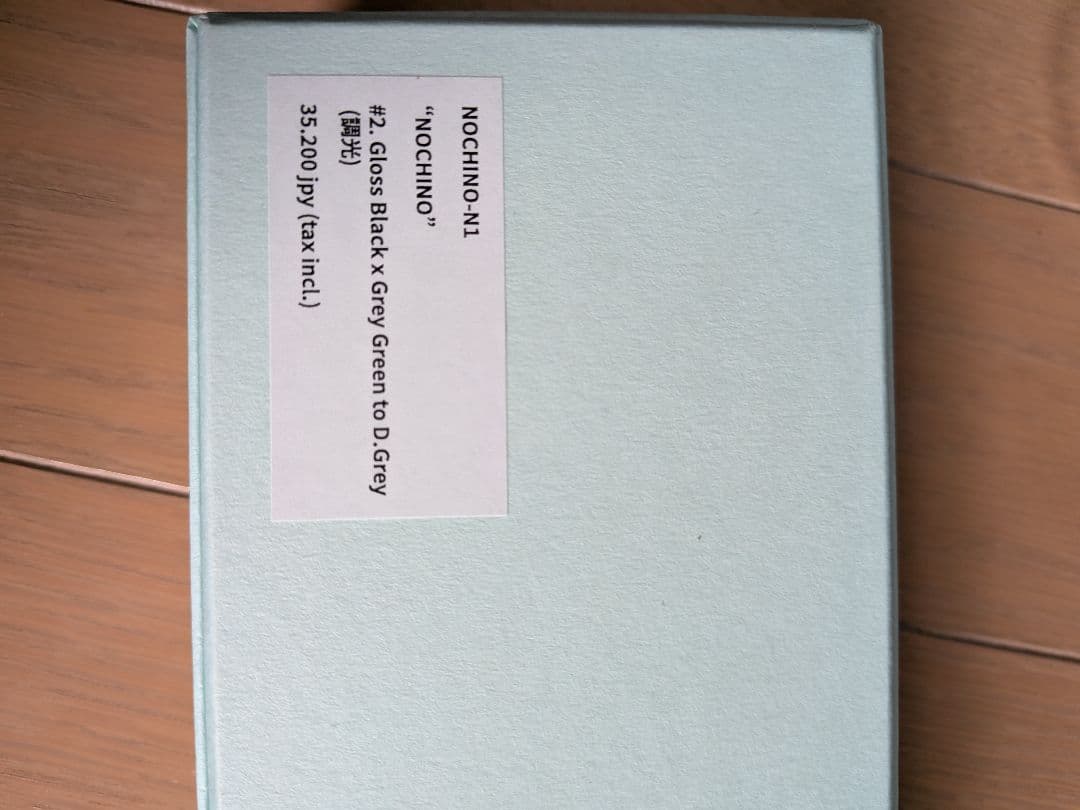 NOCHINO-N1
“NOCHINO”
#2. Gloss Black x Grey Green to D.Grey
(調光)
35.200 jpy (tax incl.)